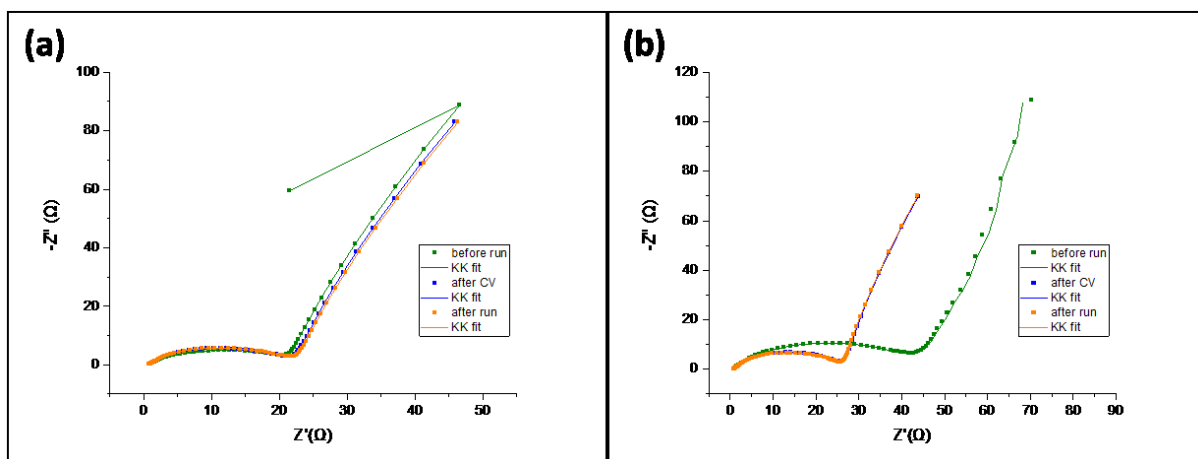 (a)
100
80
60
40
20
0
-Z'' (Ω)
0 10 20 30 40 50
Z'(Ω)
before run
KK fit
after CV
KK fit
after run
KK fit
(b)
120
100
80
60
40
20
0
-Z'' (Ω)
0 10 20 30 40 50 60 70 80 90
Z'(Ω)
before run
KK fit
after CV
KK fit
after run
KK fit